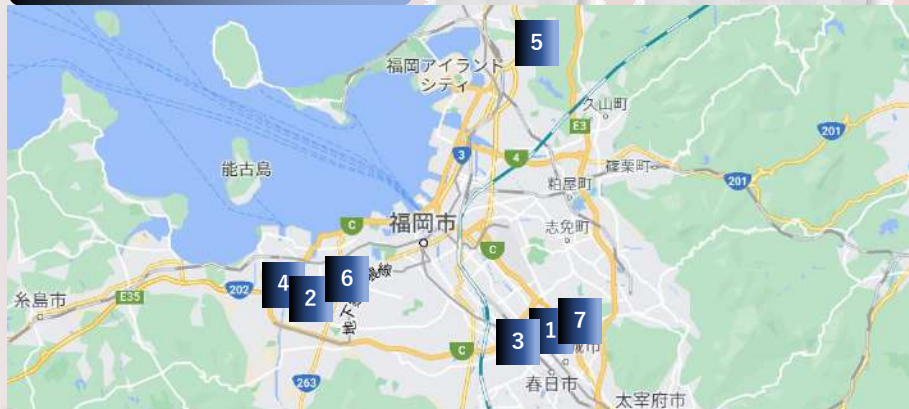 5
福岡アイランド
シティ
久山町
E3
201
3
4
篠栗町
能古島
201
粕屋町
C
福岡市
志免町
C
4
6
2
202
E35
糸島市
1
7
3
C
城市
263
春日市
太宰府市